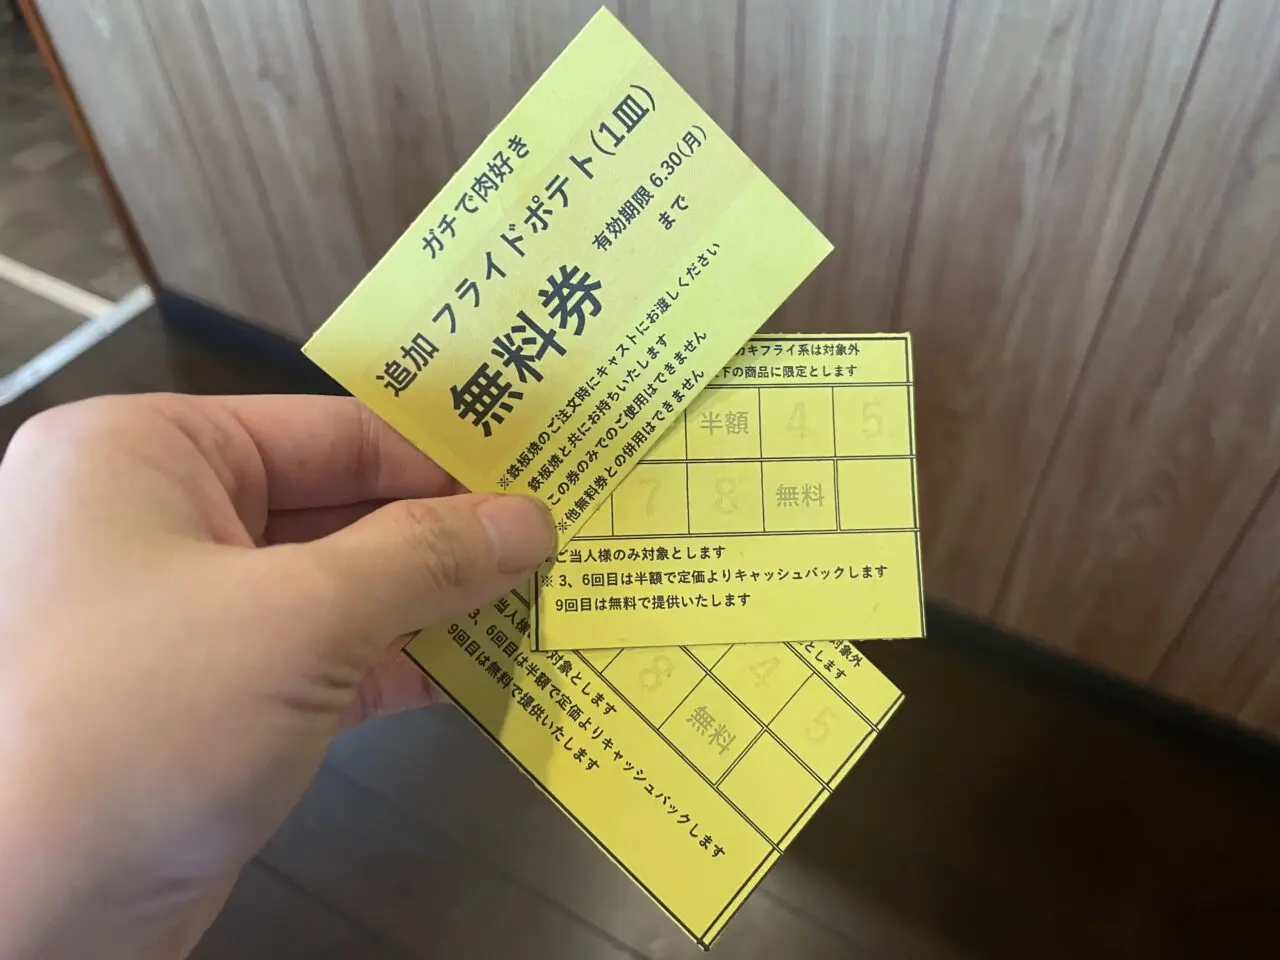 ガチで肉好き
追加 フライドポテト(1皿)
無料券
有効期限 6.30(月)
まで
※鉄板焼のご注文時にキャストにお渡しください
鉄板焼と共にお持ちいたします
この券のみでのご使用はできません
※他無料券との併用はできません
カキフライ系は対象外
下の商品に限定とします
半額 4 5
7 8 無料
ご当人様のみ対象とします
※ 3、6回目は半額で定価よりキャッシュバックします
9回目は無料で提供いたします
対象外
とします
4 5
8 無料
当人様 対象とします
3、6回目は半額で定価よりキャッシュバックします
9回目は無料で提供いたします